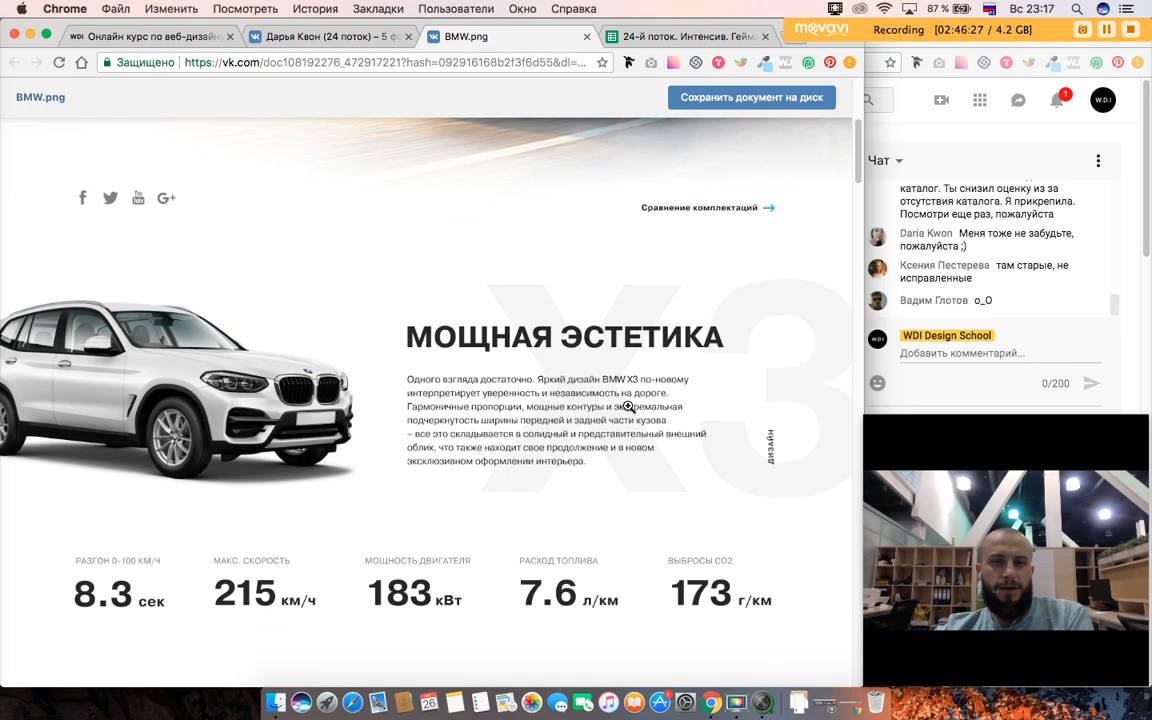 Chrome Файл Изменить Посмотреть История Закладки Пользователи Окно Справка
87 % Вс 23:17
WDI Онлайн курс по веб-дизайн
Дарья Квон (24 поток) – 5 ф
BMW.png
24-й поток. Интенсив. Гейм
movavi Recording (02:46:27 / 4.2 GB)
Защищено https://vk.com/doc108192276_472917221?hash=092916168b2f3f6d55&dl=...
BMW.png
Сохранить документ на диск
Сравнение комплектаций
X3
МОЩНАЯ ЭСТЕТИКА
Одного взгляда достаточно. Яркий дизайн BMW X3 по-новому
интерпретирует уверенность и независимость на дороге.
Гармоничные пропорции, мощные контуры и экстремальная
подчеркнутость ширины передней и задней части кузова
– все это складывается в солидный и представительный внешний
облик, что также находит свое продолжение и в новом
эксклюзивном оформлении интерьера.
ДИЗАЙН
РАЗГОН 0-100 КМ/Ч
8.3 сек
МАКС. СКОРОСТЬ
215 км/ч
МОЩНОСТЬ ДВИГАТЕЛЯ
183 кВт
РАСХОД ТОПЛИВА
7.6 л/км
ВЫБРОСЫ CO2
173 г/км
1
W.D.I
Чат
каталог. Ты снизил оценку из за
отсутствия каталога. Я прикрепила.
Посмотри еще раз, пожалуйста
Daria Kwon Меня тоже не забудьте,
пожалуйста ;)
Ксения Пестерева там старые, не
исправленные
Вадим Глотов o_O
W.D.I
WDI Design School
Добавить комментарий...
0/200
26